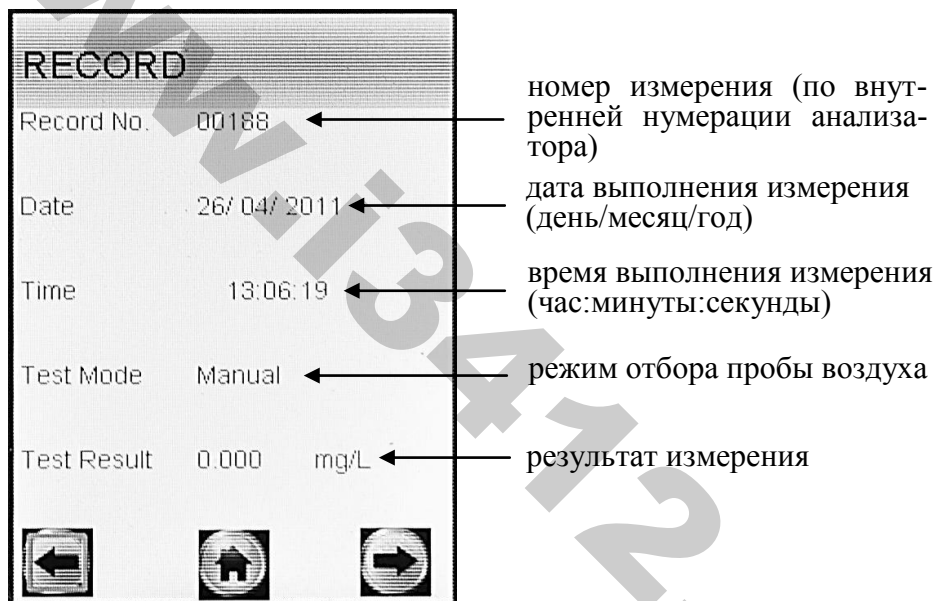 RECORD
Record No. 00188
номер измерения (по внут-
ренней нумерации анализа-
тора)
Date 26/ 04/ 2011
дата выполнения измерения
(день/месяц/год)
Time 13:06:19
время выполнения измерения
(час:минуты:секунды)
Test Mode Manual
режим отбора пробы воздуха
Test Result 0.000 mg/L
результат измерения
www.i3412